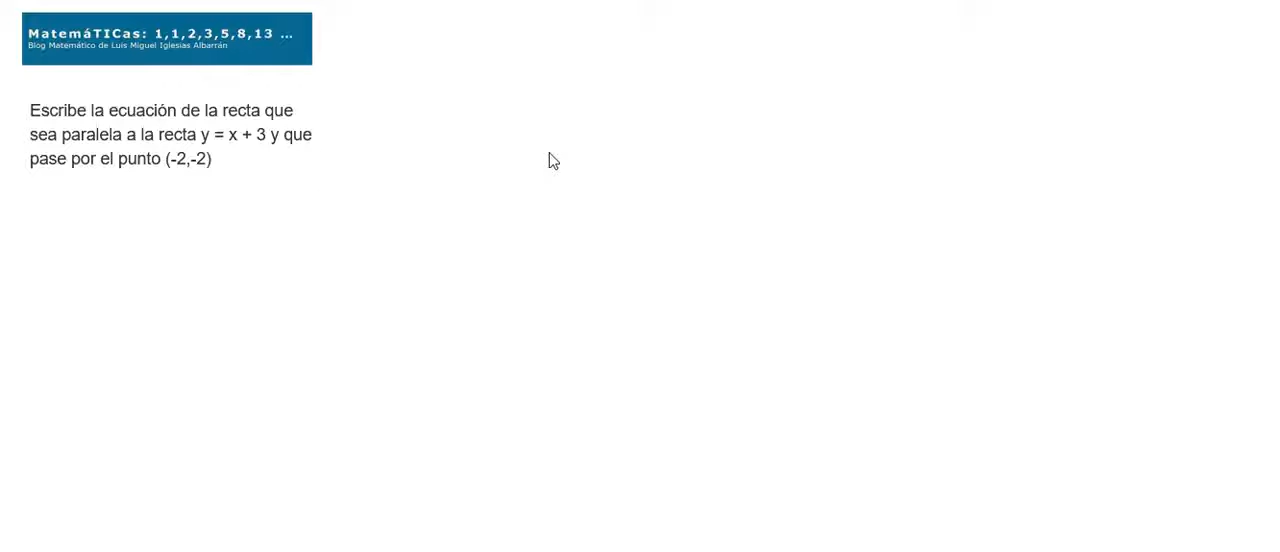 MatemáTICas: 1,1,2,3,5,8,13 ...
Blog Matemático de Luis Miguel Iglesias Albarrán
Escribe la ecuación de la recta que
sea paralela a la recta y = x + 3 y que
pase por el punto (-2,-2)